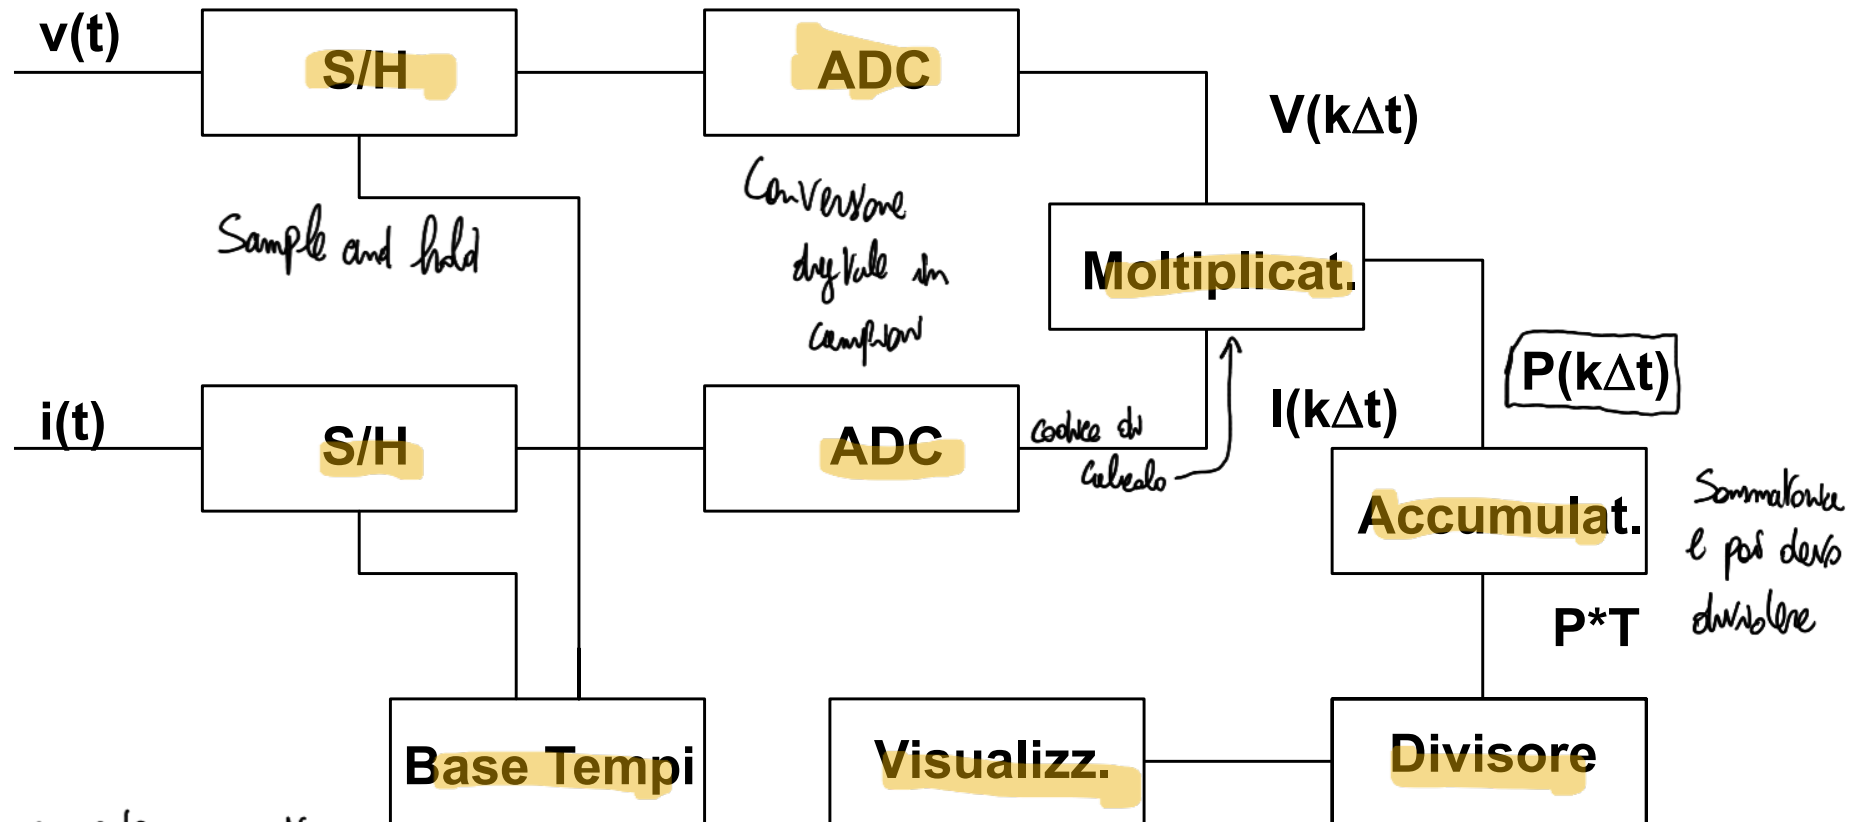 v(t)
S/H
ADC
V(kΔt)
Sample and hold
Conversione
digitale in
campioni
Moltiplicat.
P(kΔt)
i(t)
S/H
ADC
codice di
calcolo
I(kΔt)
Accumulat.
Sommatoria
e poi devo
dividere
P*T
Base Tempi
Visualizz.
Divisore